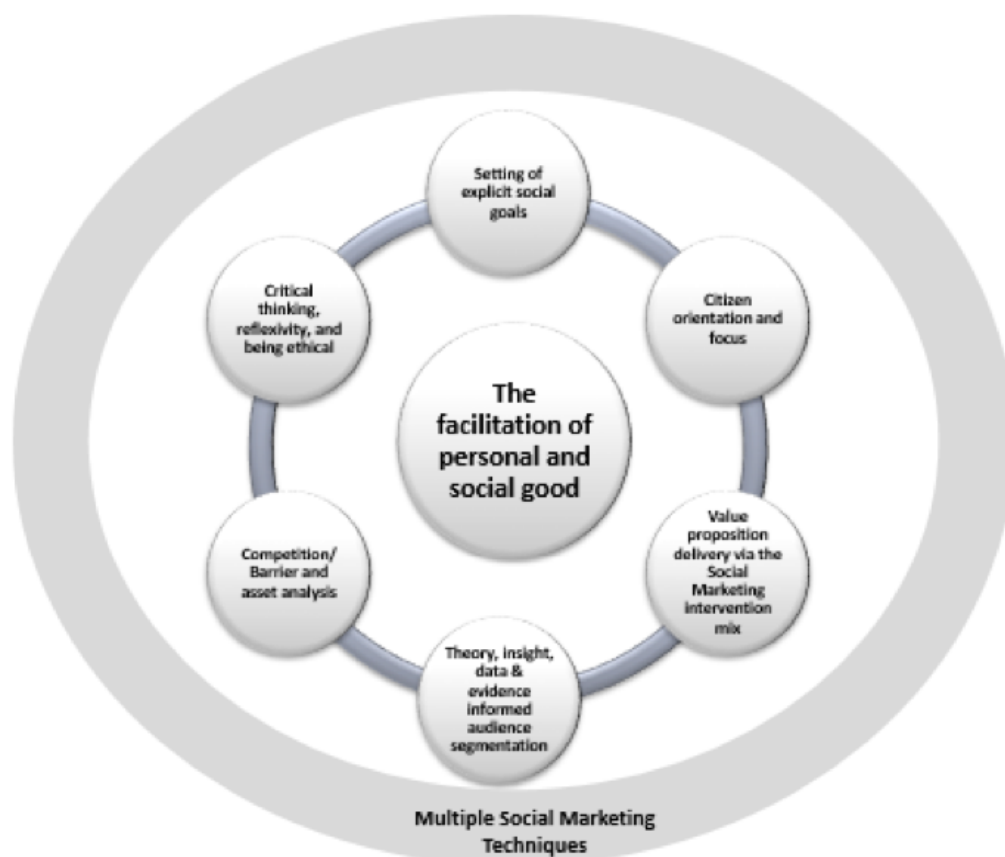 Setting of
explicit social
goals
Critical
thinking,
reflexivity, and
being ethical
Citizen
orientation and
focus
The
facilitation of
personal and
social good
Competition/
Barrier and
asset analysis
Value
proposition
delivery via the
Social
Marketing
intervention
mix
Theory, insight,
data &
evidence
informed
audience
segmentation
Multiple Social Marketing
Techniques